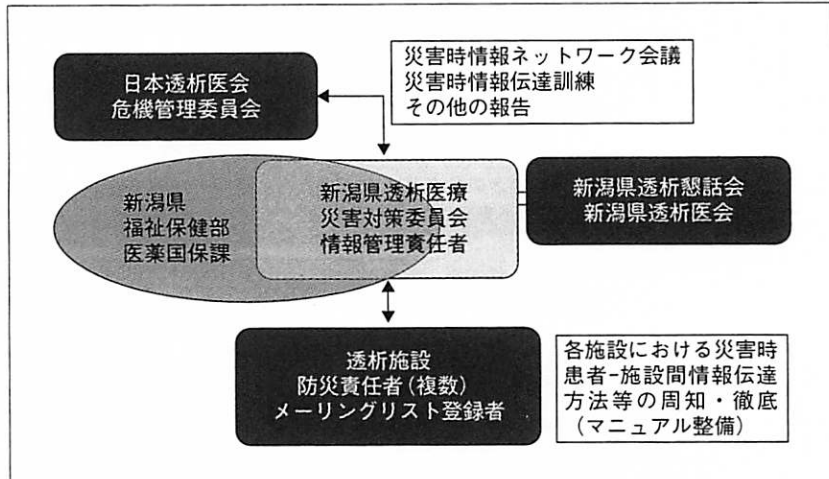 日本透析医会
危機管理委員会
災害時情報ネットワーク会議
災害時情報伝達訓練
その他の報告
新潟県
福祉保健部
医薬国保課
新潟県透析医療
災害対策委員会
情報管理責任者
新潟県透析懇話会
新潟県透析医会
透析施設
防災責任者(複数)
メーリングリスト登録者
各施設における災害時
患者-施設間情報伝達
方法等の周知・徹底
(マニュアル整備)